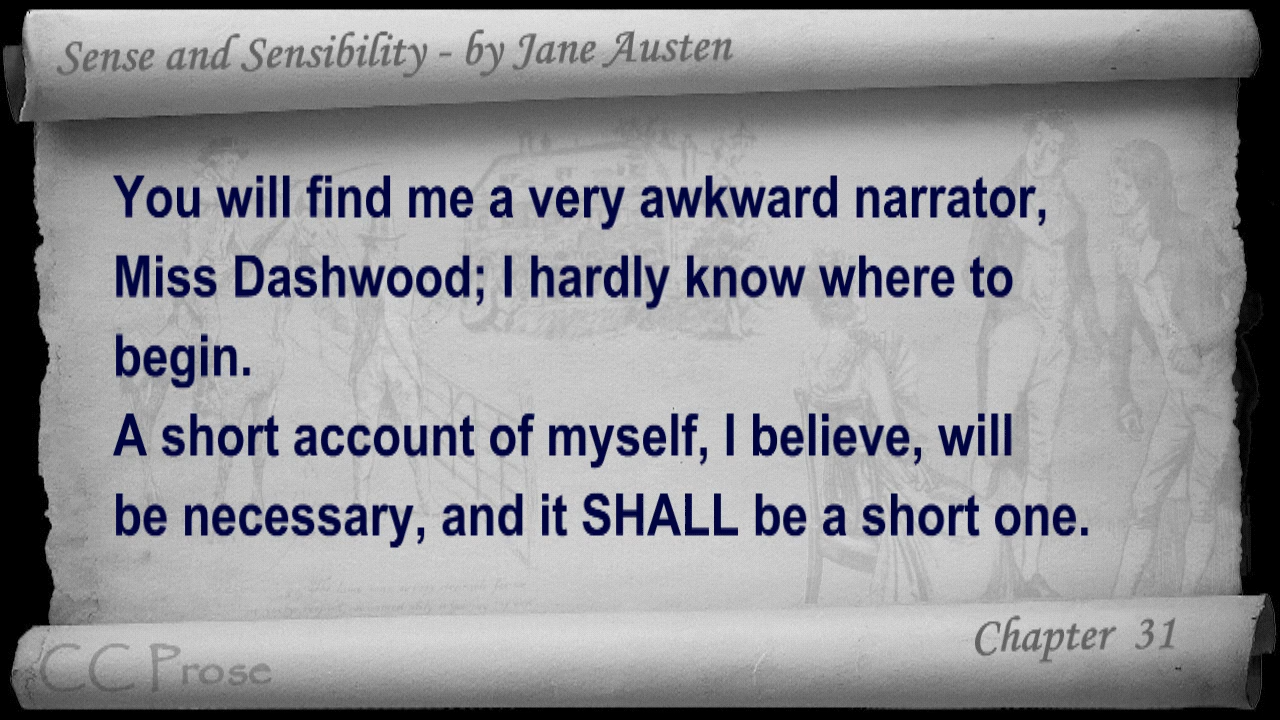 Sense and Sensibility - by Jane Austen
You will find me a very awkward narrator,
Miss Dashwood; I hardly know where to
begin.
A short account of myself, I believe, will
be necessary, and it SHALL be a short one.
Chapter 31
CC Prose